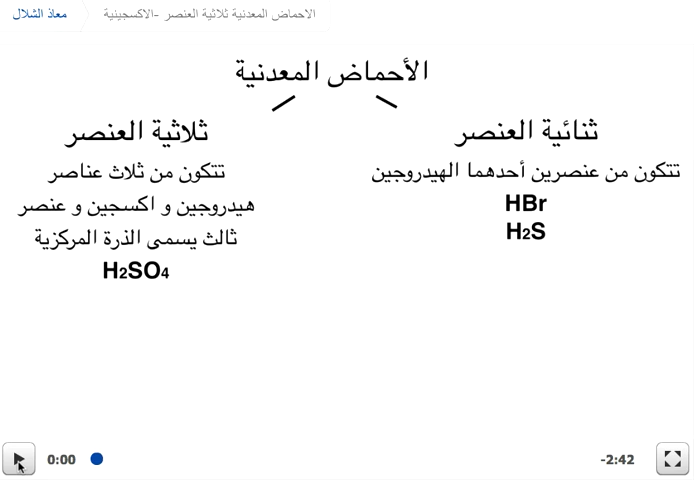 الاحماض المعدنية ثلاثية العنصر -الاكسجينية
معاذ الشلال
الأحماض المعدنية
ثنائية العنصر
تتكون من عنصرين أحدهما الهيدروجين
HBr
H2S
ثلاثية العنصر
تتكون من ثلاث عناصر
هيدروجين و اكسجين و عنصر
ثالث يسمى الذرة المركزية
H2SO4
0:00
-2:42